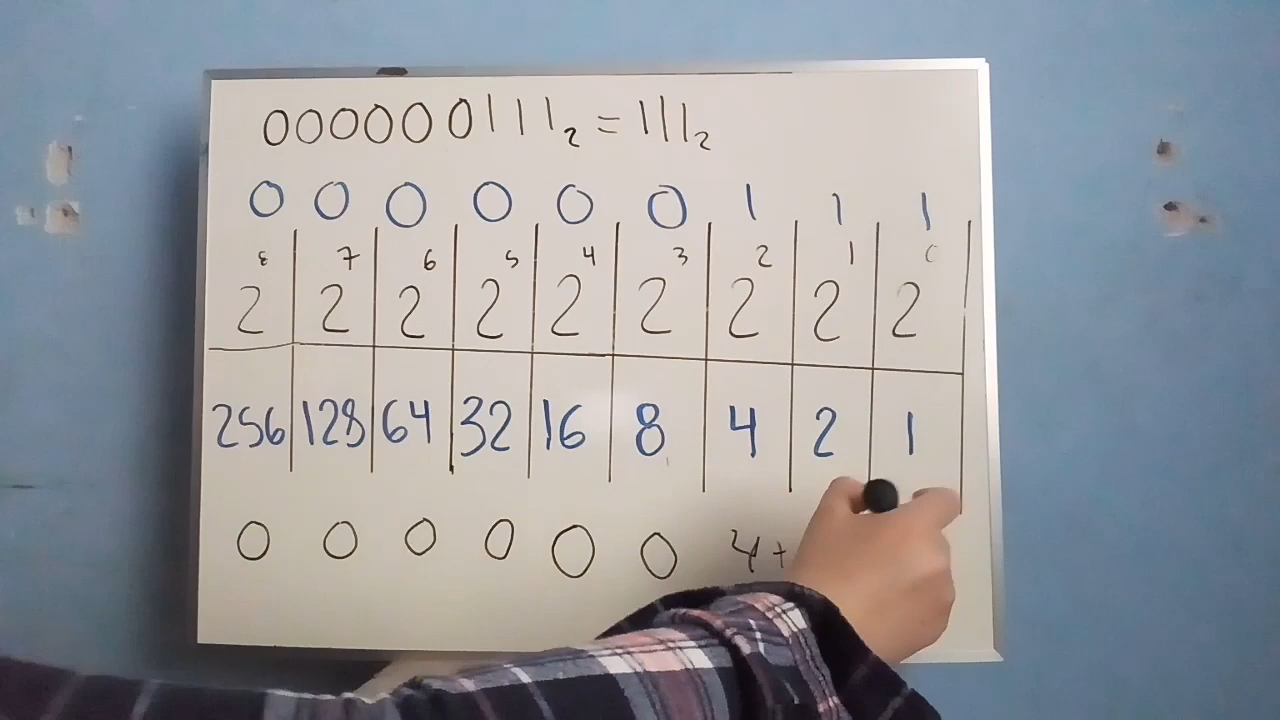 000000111₂ = 111₂
0 0 0 0 0 0 1 1 1
2⁸ 2⁷ 2⁶ 2⁵ 2⁴ 2³ 2² 2¹ 2⁰
256 128 64 32 16 8 4 2 1
0 0 0 0 0 0 4+